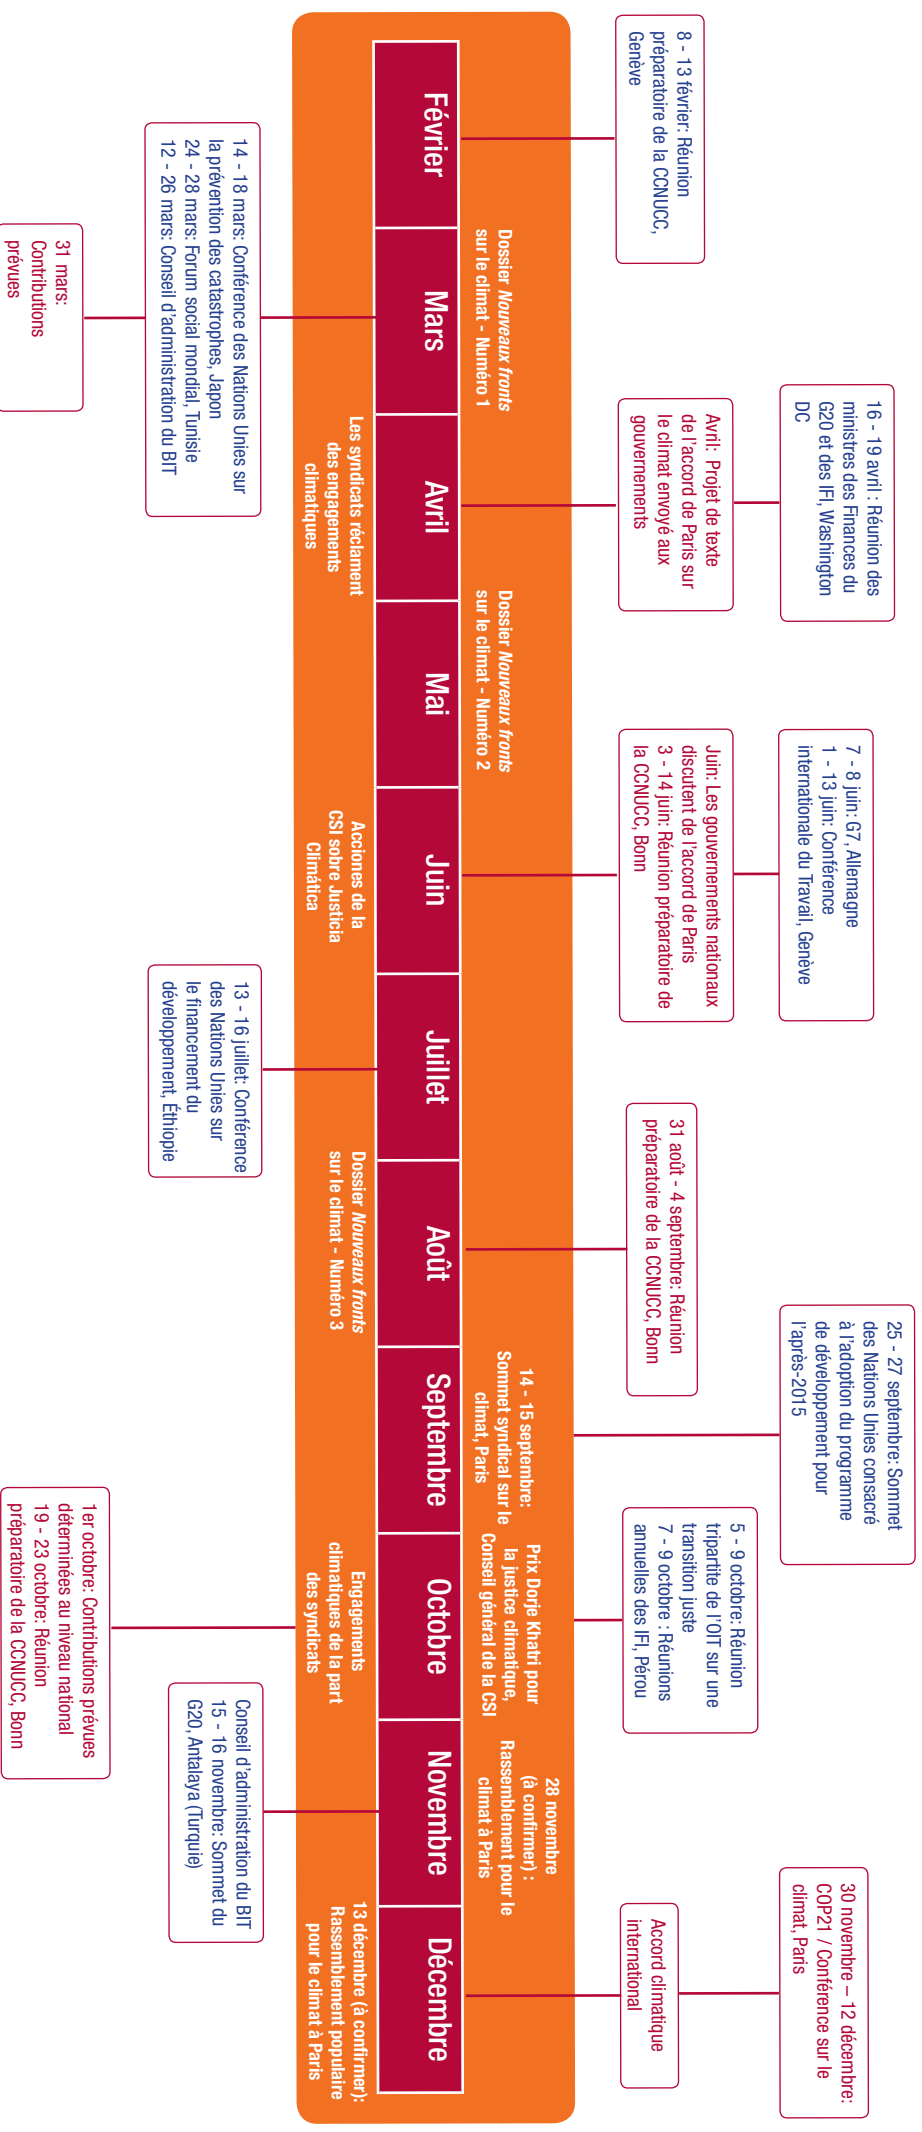 8 - 13 février: Réunion
préparatoire de la CCNUCC,
Genève
16 - 19 avril : Réunion des
ministres des Finances du
G20 et des IFI, Washington
DC
Avril:  Projet de texte
de l'accord de Paris sur
le climat envoyé aux
gouvernements
7 - 8 juin: G7, Allemagne
1 - 13 juin: Conférence
internationale du Travail, Genève
Juin: Les gouvernements nationaux
discutent de l'accord de Paris
3 - 14 juin: Réunion préparatoire de
la CCNUCC, Bonn
31 août - 4 septembre: Réunion
préparatoire de la CCNUCC, Bonn
25 - 27 septembre: Sommet
des Nations Unies consacré
à l'adoption du programme
de développement pour
l'après-2015
5 - 9 octobre: Réunion
tripartite de l'OIT sur une
transition juste
7 - 9 octobre : Réunions
annuelles des IFI, Pérou
30 novembre – 12 décembre:
COP21 / Conférence sur le
climat, Paris
Accord climatique
international
Dossier Nouveaux fronts
sur le climat - Numéro 1
Dossier Nouveaux fronts
sur le climat - Numéro 2
14 - 15 septembre:
Sommet syndical sur le
climat, Paris
Prix Dorje Khatri pour
la justice climatique,
Conseil général de la CSI
28 novembre
(à confirmer) :
Rassemblement pour le
climat à Paris
Février
Mars
Avril
Mai
Juin
Juillet
Août
Septembre
Octobre
Novembre
Décembre
Les syndicats réclament
des engagements
climatiques
Acciones de la
CSI sobre Justicia
Climática
Dossier Nouveaux fronts
sur le climat - Numéro 3
Engagements
climatiques de la part
des syndicats
13 décembre (à confirmer):
Rassemblement populaire
pour le climat à Paris
14 - 18 mars: Conférence des Nations Unies sur
la prévention des catastrophes, Japon
24 - 28 mars: Forum social mondial, Tunisie
12 - 26 mars: Conseil d'administration du BIT
31 mars:
Contributions
prévues
13 - 16 juillet: Conférence
des Nations Unies sur
le financement du
développement, Éthiopie
1er octobre: Contributions prévues
déterminées au niveau national
19 - 23 octobre: Réunion
préparatoire de la CCNUCC, Bonn
Conseil d'administration du BIT
15 - 16 novembre: Sommet du
G20, Antalaya (Turquie)